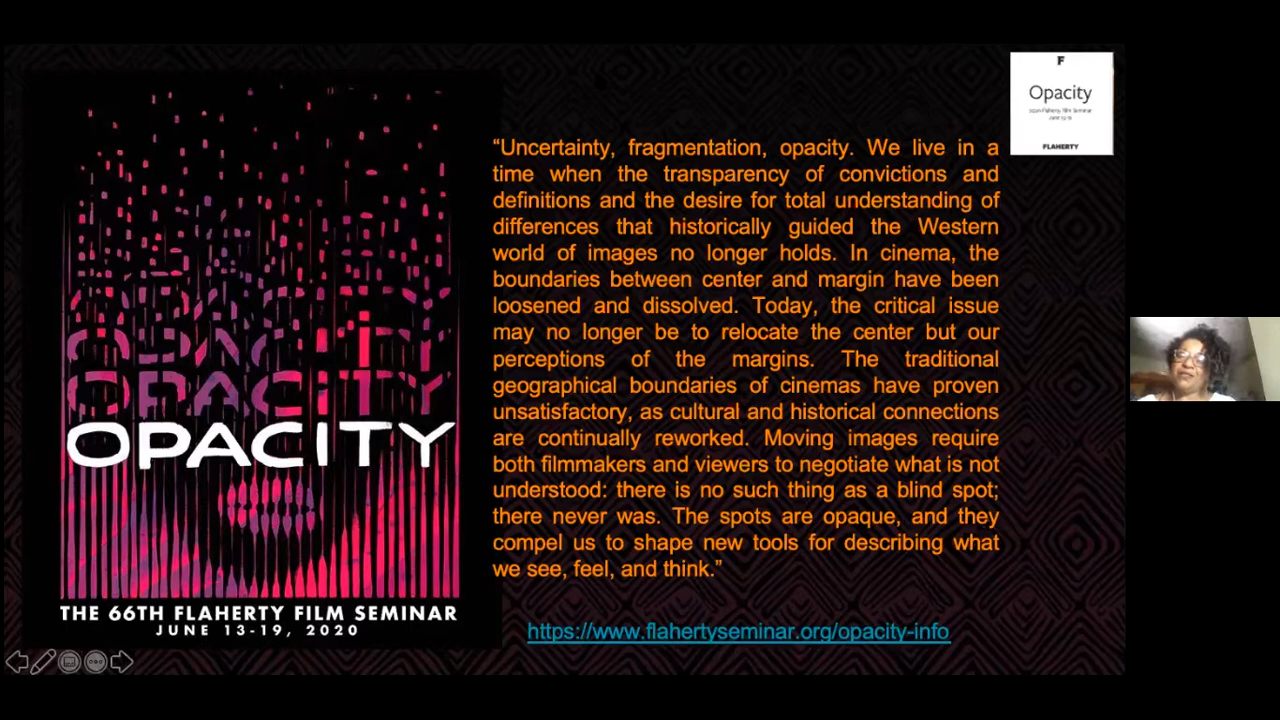 OPACITY
OPACITY
OPACITY
THE 66TH FLAHERTY FILM SEMINAR
JUNE 13-19, 2020
“Uncertainty, fragmentation, opacity. We live in a
time when the transparency of convictions and
definitions and the desire for total understanding of
differences that historically guided the Western
world of images no longer holds. In cinema, the
boundaries between center and margin have been
loosened and dissolved. Today, the critical issue
may no longer be to relocate the center but our
perceptions of the margins. The traditional
geographical boundaries of cinemas have proven
unsatisfactory, as cultural and historical connections
are continually reworked. Moving images require
both filmmakers and viewers to negotiate what is not
understood: there is no such thing as a blind spot;
there never was. The spots are opaque, and they
compel us to shape new tools for describing what
we see, feel, and think.”
https://www.flahertyseminar.org/opacity-info
F
Opacity
Flaherty Film Seminar
FLAHERTY